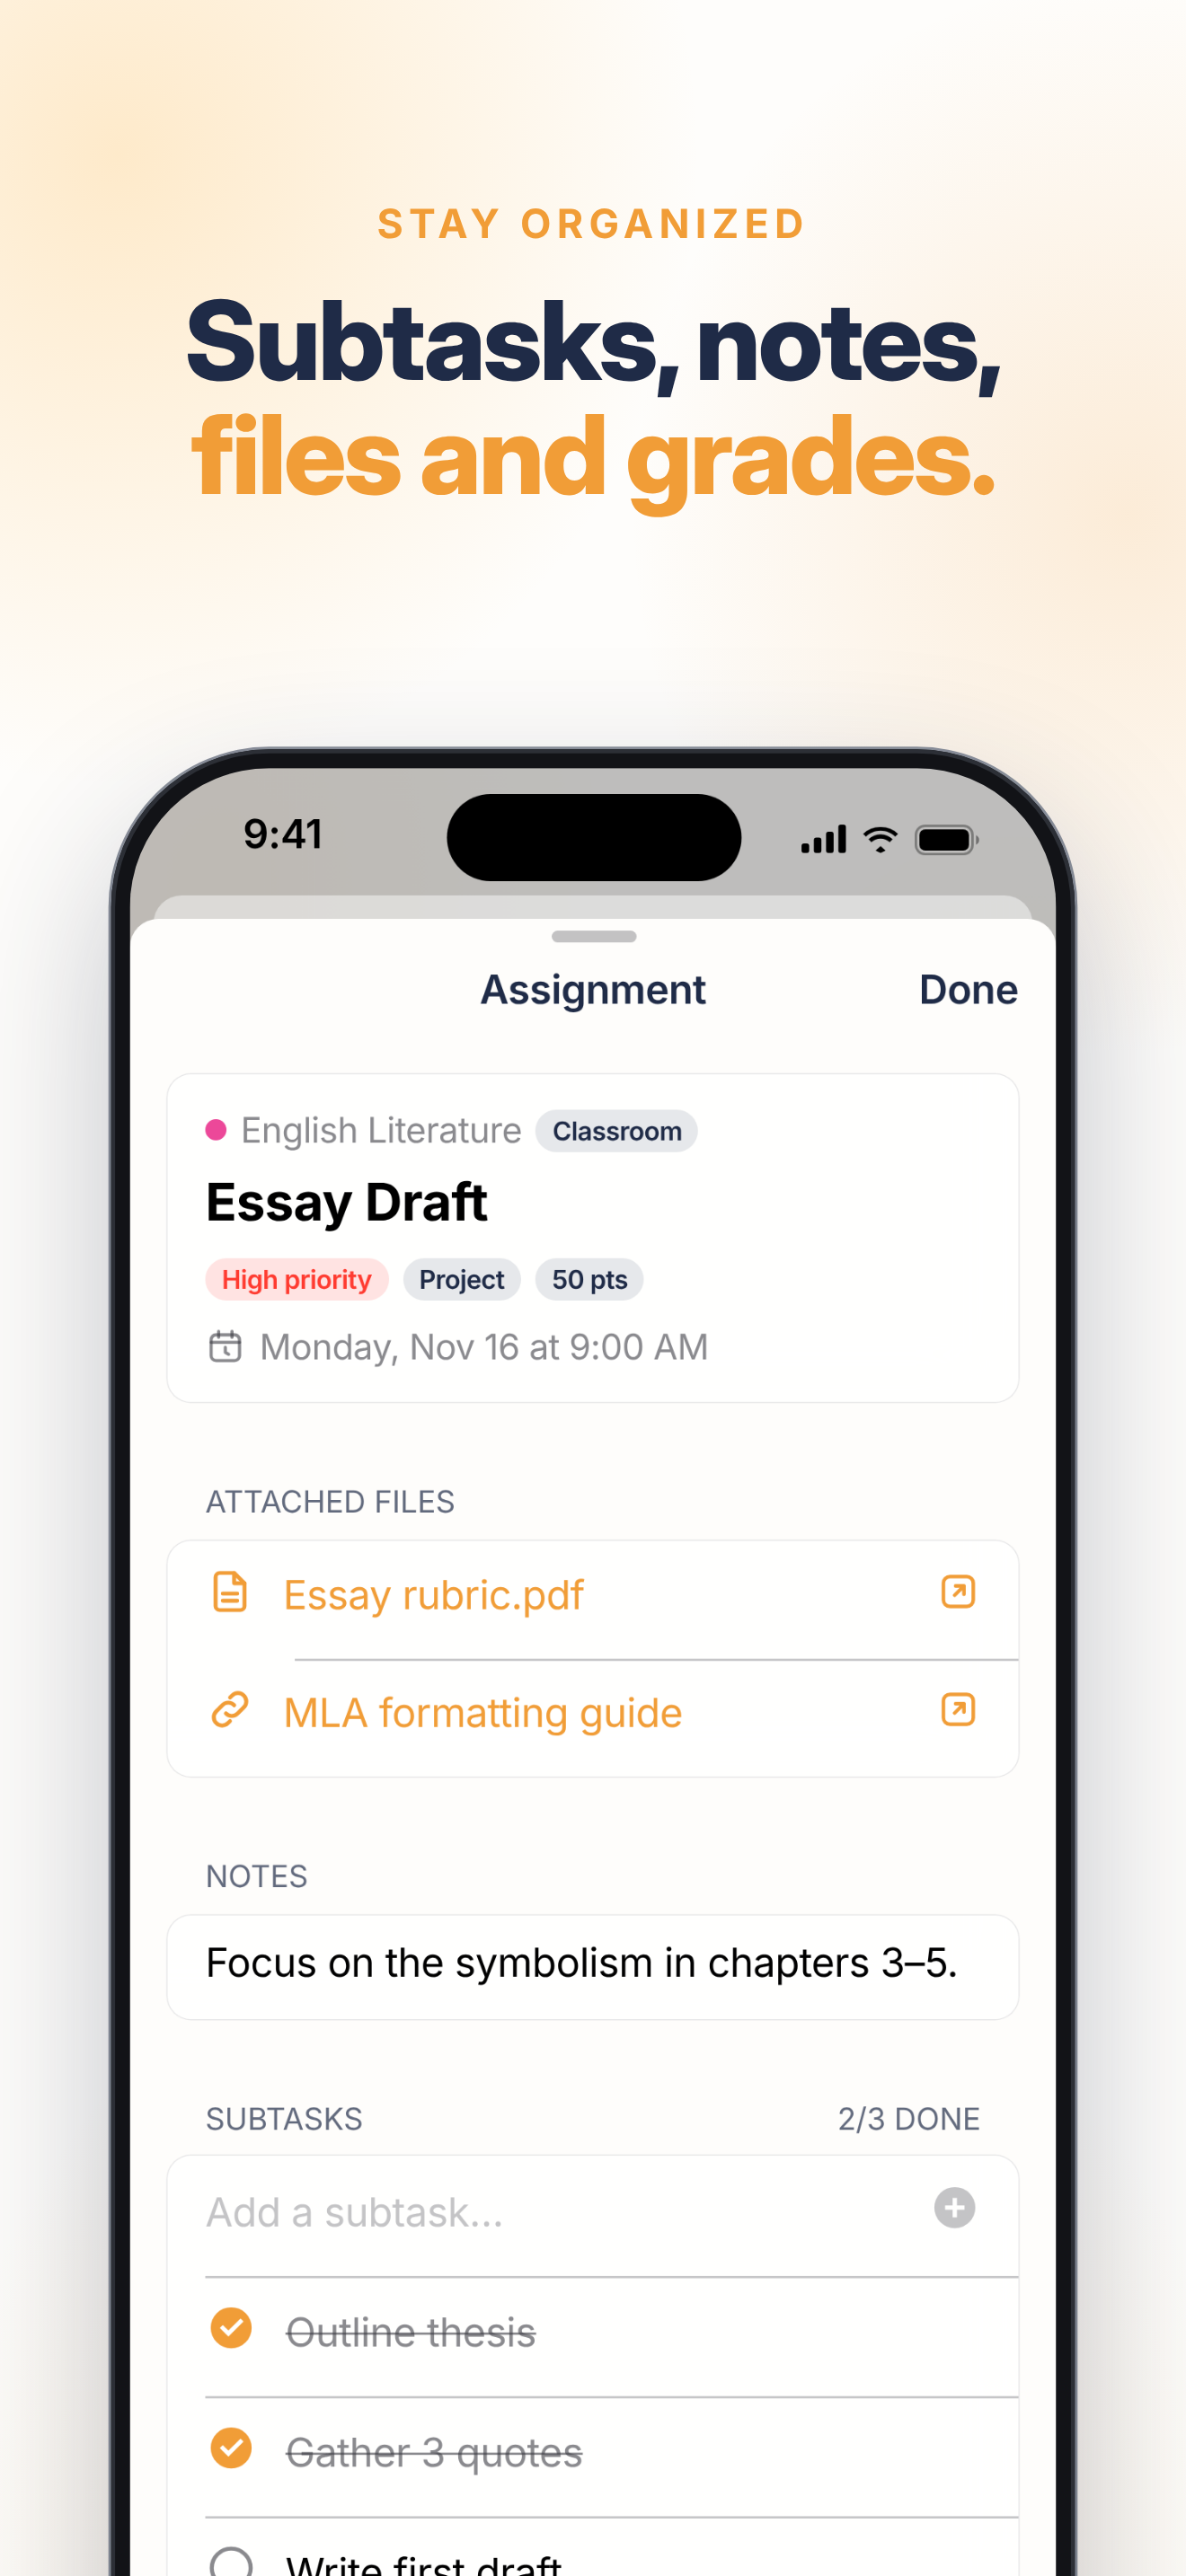 STAY ORGANIZED
Subtasks, notes,
files and grades.
9:41
Assignment
Done
English Literature Classroom
Essay Draft
High priority Project 50 pts
Monday, Nov 16 at 9:00 AM
ATTACHED FILES
Essay rubric.pdf
MLA formatting guide
NOTES
Focus on the symbolism in chapters 3–5.
SUBTASKS 2/3 DONE
Add a subtask...
Outline thesis
Gather 3 quotes
Write first draft